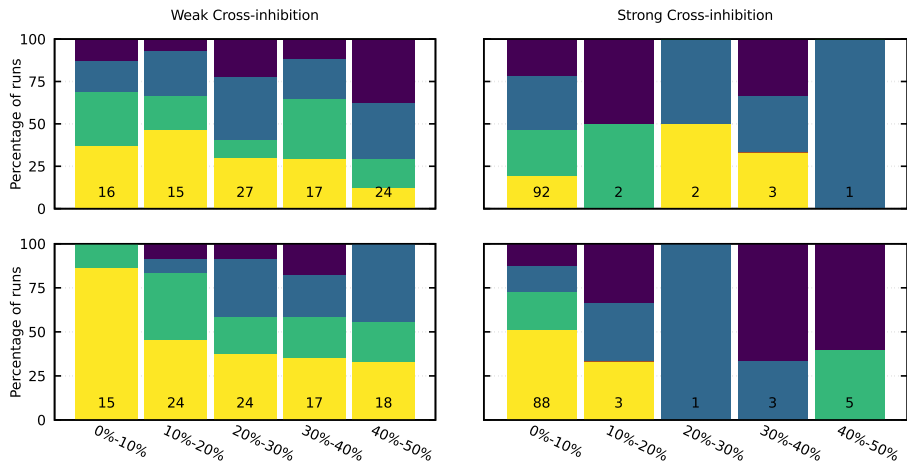 Weak Cross-inhibition
Strong Cross-inhibition
Percentage of runs
100
75
50
25
0
16 15 27 17 24
92 2 2 3 1
Percentage of runs
100
75
50
25
0
15 24 24 17 18
88 3 1 3 5
0%-10% 10%-20% 20%-30% 30%-40% 40%-50%
0%-10% 10%-20% 20%-30% 30%-40% 40%-50%